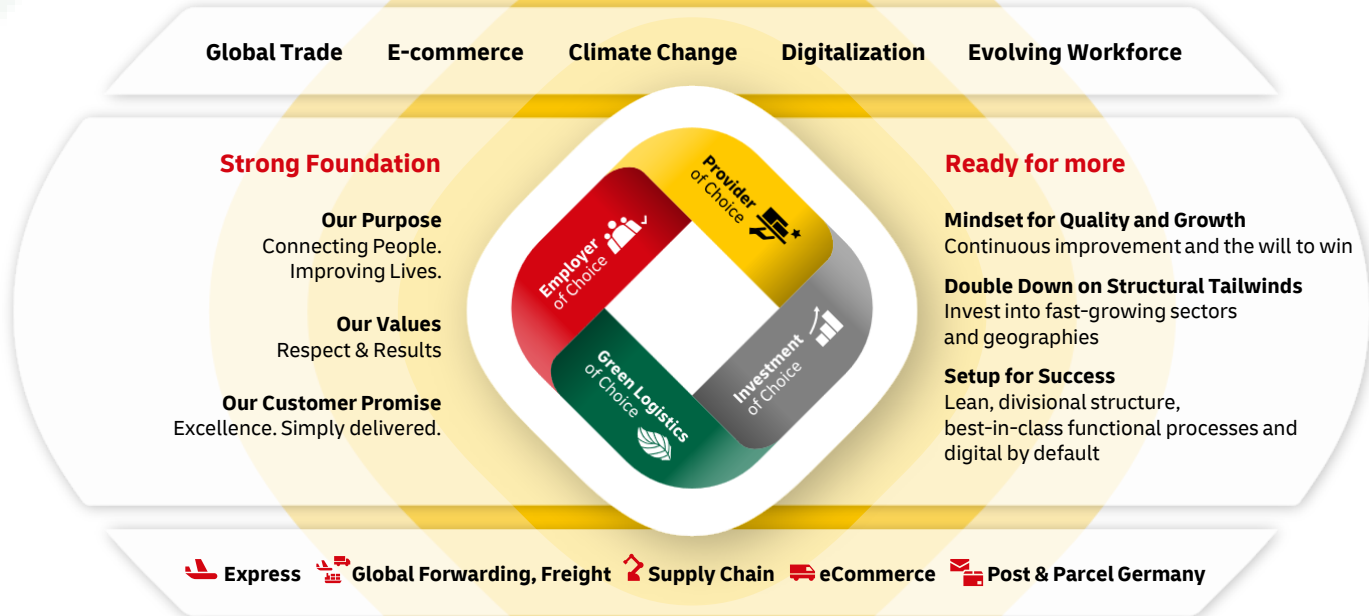 Global Trade E-commerce Climate Change Digitalization Evolving Workforce
Strong Foundation
Our Purpose
Connecting People.
Improving Lives.
Our Values
Respect & Results
Our Customer Promise
Excellence. Simply delivered.
Employer
of Choice
Provider
of Choice
Green Logistics
of Choice
Investment
of Choice
Ready for more
Mindset for Quality and Growth
Continuous improvement and the will to win
Double Down on Structural Tailwinds
Invest into fast-growing sectors
and geographies
Setup for Success
Lean, divisional structure,
best-in-class functional processes and
digital by default
Express Global Forwarding, Freight Supply Chain eCommerce Post & Parcel Germany